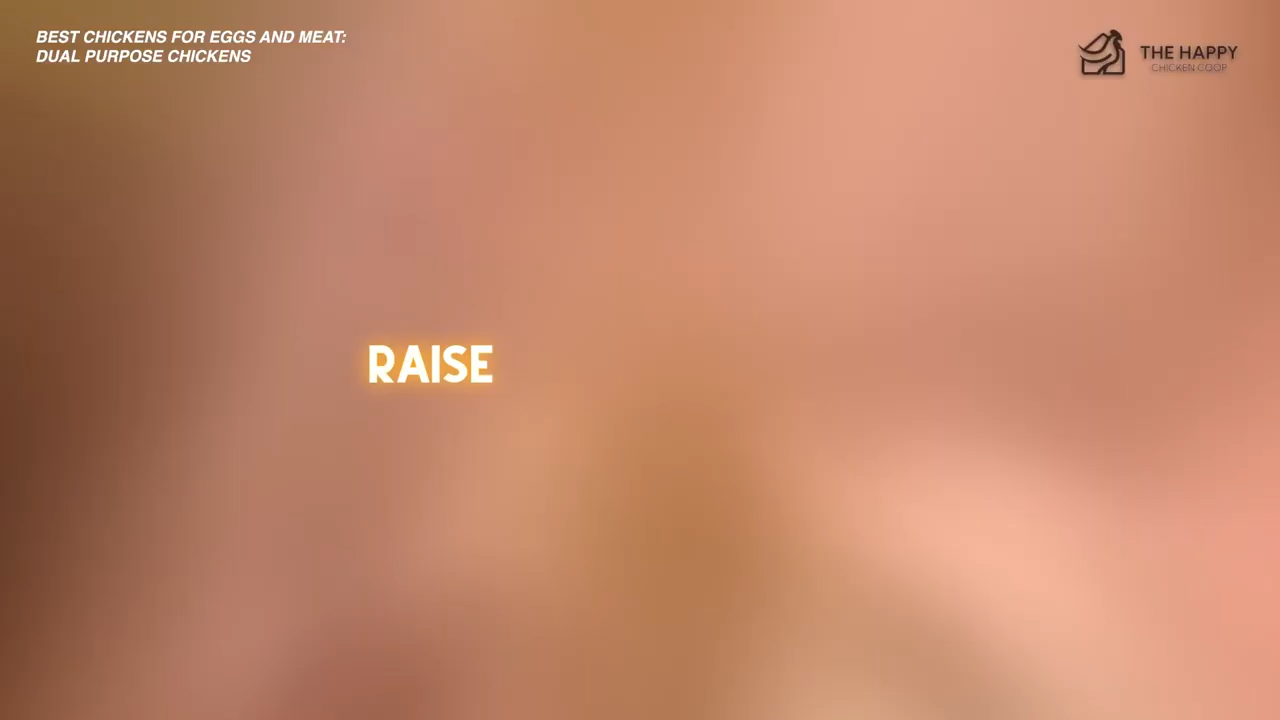 BEST CHICKENS FOR EGGS AND MEAT:
DUAL PURPOSE CHICKENS
THE HAPPY
CHICKEN COOP
RAISE